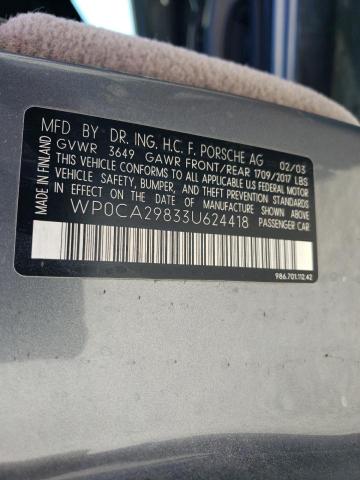 MFD BY DR. ING. H.C. F. PORSCHE AG 02/03
GVWR 3649 GAWR FRONT/REAR 1709/2017 LBS
THIS VEHICLE CONFORMS TO ALL APPLICABLE U.S. FEDERAL MOTOR
VEHICLE SAFETY, BUMPER, AND THEFT PREVENTION STANDARDS
IN EFFECT ON THE DATE OF MANUFACTURE SHOWN ABOVE
WP0CA29833U624418 PASSENGER CAR
MADE IN FINLAND
986.701.112.42